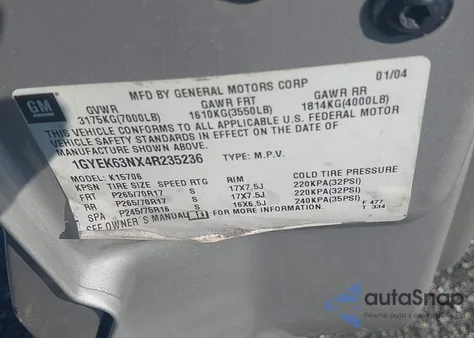 GM
MFD BY GENERAL MOTORS CORP 01/04
GVWR GAWR FRT GAWR RR
3175KG(7000LB) 1610KG(3550LB) 1814KG(4000LB)
THIS VEHICLE CONFORMS TO ALL APPLICABLE U.S. FEDERAL MOTOR
VEHICLE SAFETY STANDARDS IN EFFECT ON THE DATE OF
MANUFACTURE SHOWN ABOVE.
1GYEK63NX4R235236 TYPE: M.P.V.
MODEL: K15706
KPSN TIRE SIZE SPEED RTG RIM COLD TIRE PRESSURE
FRT P265/70R17 S 17X7.5J 220KPA(32PSI)
RR P265/70R17 S 17X7.5J 220KPA(32PSI)
SPA P245/75R16 S 16X6.5J 240KPA(35PSI)
SEE OWNER'S MANUAL FOR MORE INFORMATION.
F 477
T 334
autoSnap